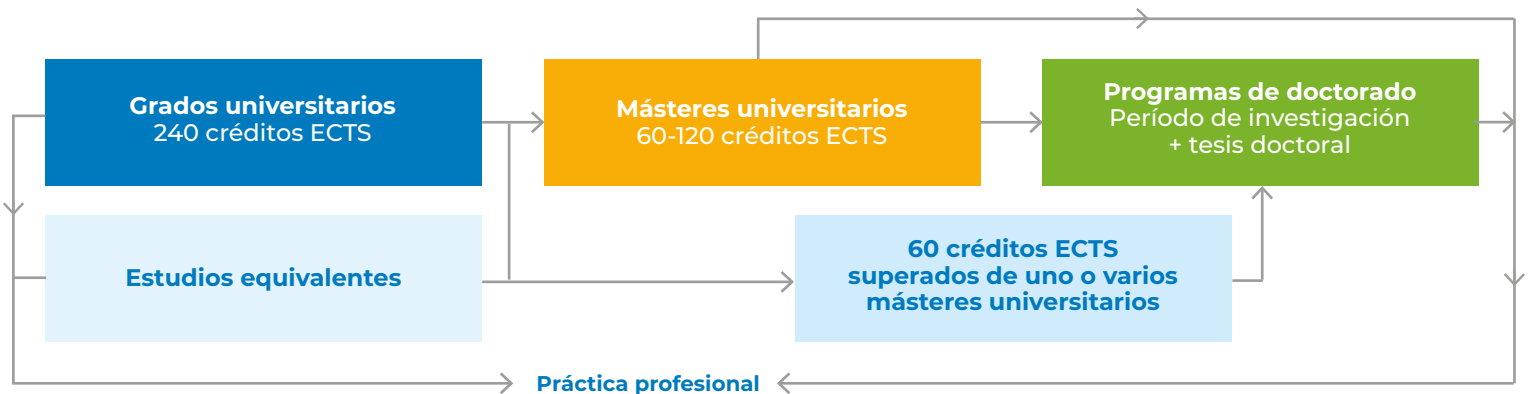 Grados universitarios
240 créditos ECTS
Másteres universitarios
60-120 créditos ECTS
Programas de doctorado
Período de investigación
+ tesis doctoral
Estudios equivalentes
60 créditos ECTS
superados de uno o varios
másteres universitarios
Práctica profesional